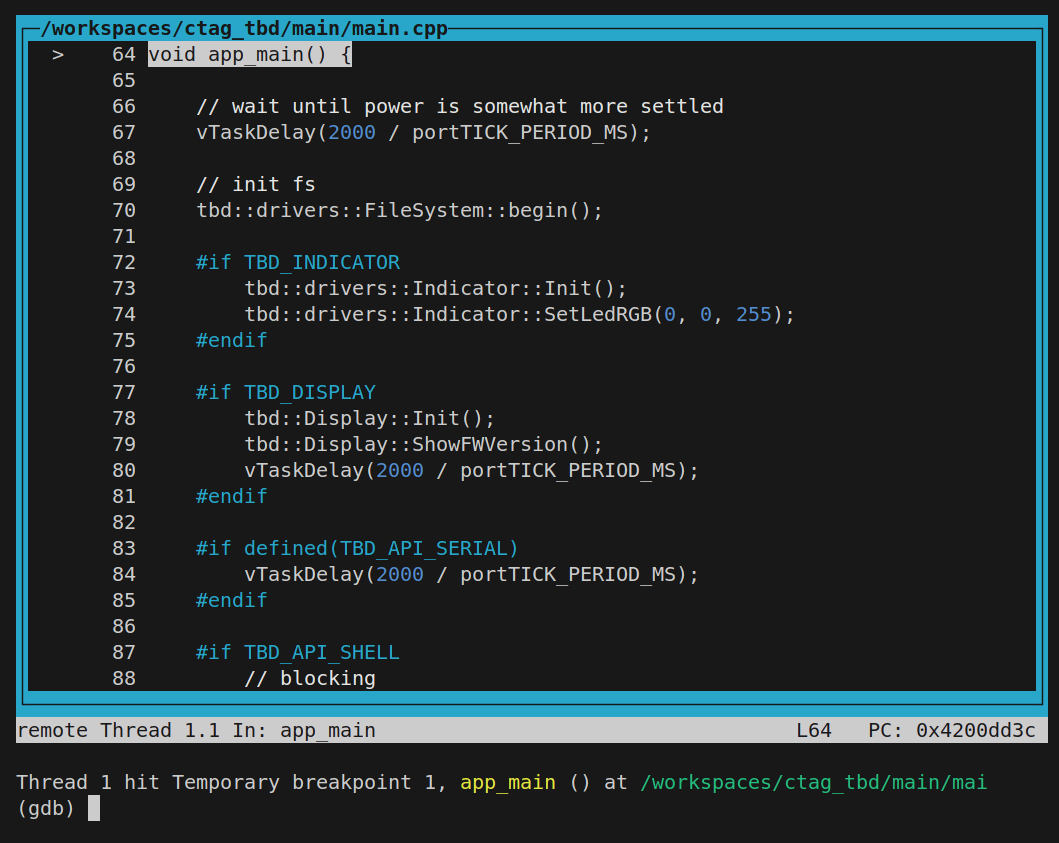 /workspaces/ctag_tbd/main/main.cpp
> 64 void app_main() {
65
66 // wait until power is somewhat more settled
67 vTaskDelay(2000 / portTICK_PERIOD_MS);
68
69 // init fs
70 tbd::drivers::FileSystem::begin();
71
72 #if TBD_INDICATOR
73 tbd::drivers::Indicator::Init();
74 tbd::drivers::Indicator::SetLedRGB(0, 0, 255);
75 #endif
76
77 #if TBD_DISPLAY
78 tbd::Display::Init();
79 tbd::Display::ShowFWVersion();
80 vTaskDelay(2000 / portTICK_PERIOD_MS);
81 #endif
82
83 #if defined(TBD_API_SERIAL)
84 vTaskDelay(2000 / portTICK_PERIOD_MS);
85 #endif
86
87 #if TBD_API_SHELL
88 // blocking
remote Thread 1.1 In: app_main L64 PC: 0x4200dd3c
Thread 1 hit Temporary breakpoint 1, app_main () at /workspaces/ctag_tbd/main/mai
(gdb)